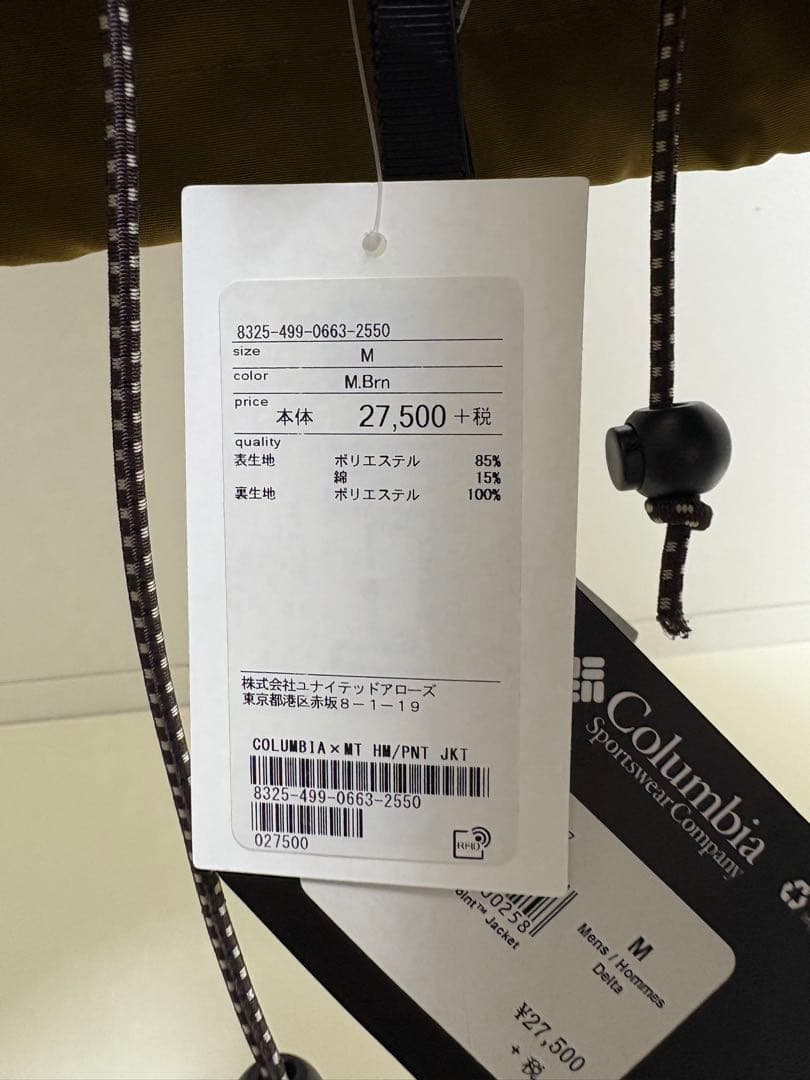 8325-499-0663-2550
size M
color M.Brn
price 本体 27,500 +税
quality
表生地 ポリエステル 85%
綿 15%
裏生地 ポリエステル 100%
株式会社ユナイテッドアローズ
東京都港区赤坂8-1-19
COLUMBIA×MT HM/PNT JKT
8325-499-0663-2550
027500
RFID
Columbia
Sportswear Company
00258
Jacket
M
Mens / Hommes
Delta
¥27,500
+ 税